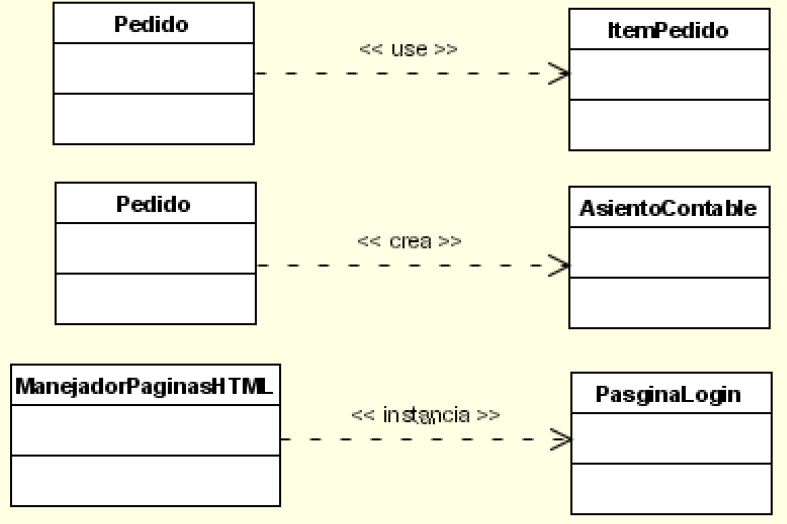 Pedido
<< use >>
ItemPedido
Pedido
<< crea >>
AsientoContable
ManejadorPaginasHTML
<< instancia >>
PasginaLogin